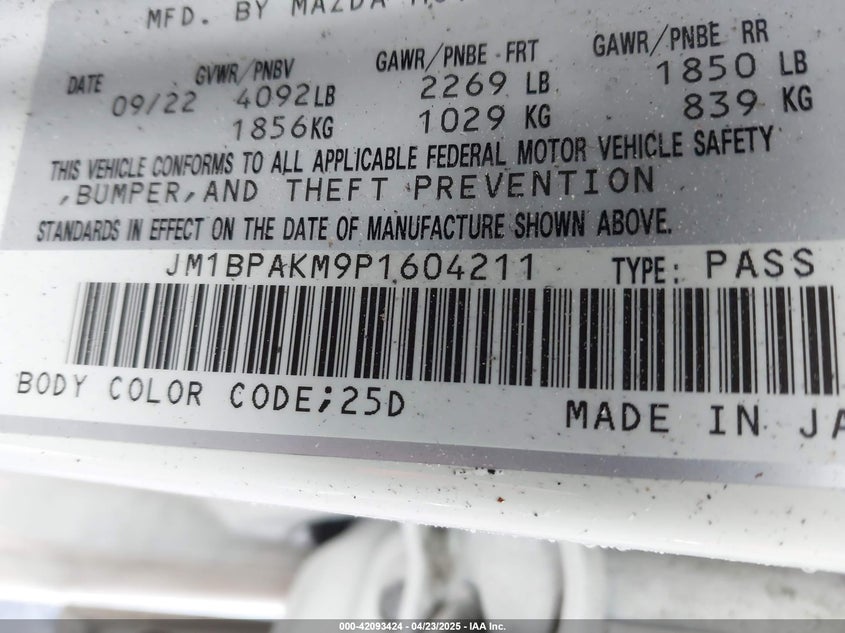 MFD. BY MAZDA
DATE GVWR/PNBV GAWR/PNBE - FRT GAWR/PNBE RR
09/22 4092LB 2269 LB 1850 LB
1856KG 1029 KG 839 KG
THIS VEHICLE CONFORMS TO ALL APPLICABLE FEDERAL MOTOR VEHICLE SAFETY
,BUMPER,AND THEFT PREVENTION
STANDARDS IN EFFECT ON THE DATE OF MANUFACTURE SHOWN ABOVE.
JM1BPAKM9P1604211 TYPE: PASS
BODY COLOR CODE;25D
MADE IN JA
000-42093424 - 04/23/2025 - IAA Inc.